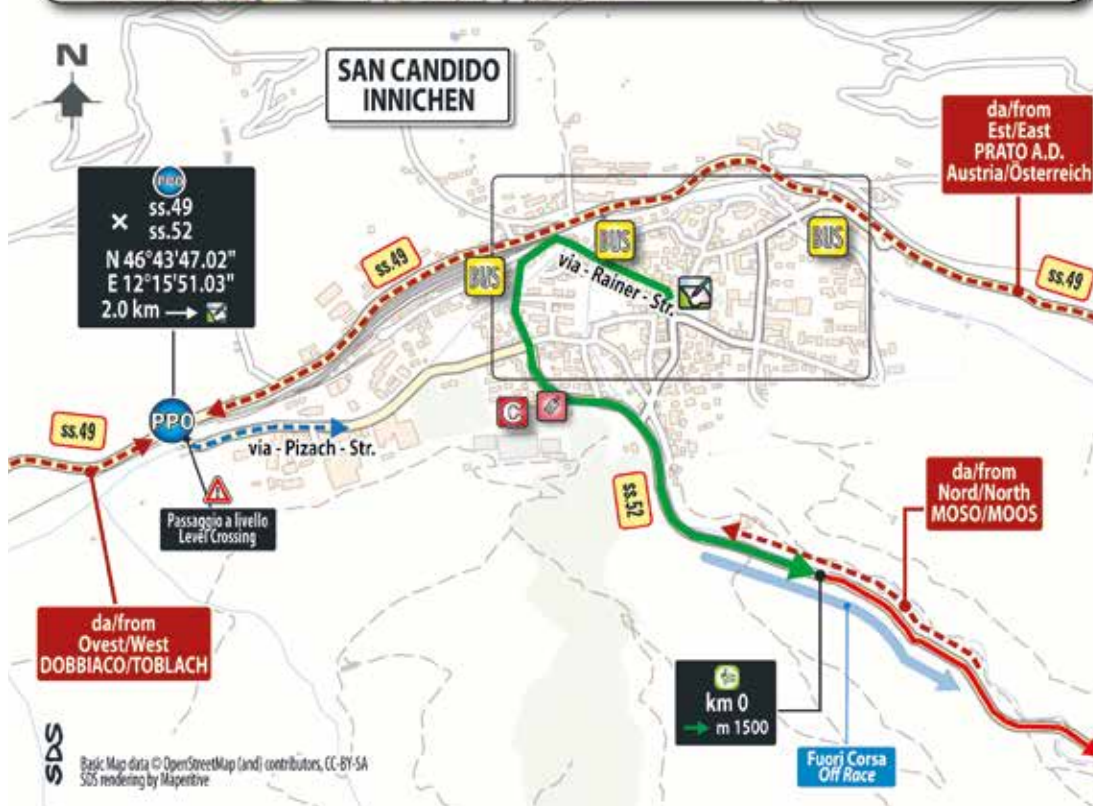 N
SAN CANDIDO
INNICHEN
da/from
Est/East
PRATO A.D.
Austria/Österreich
PPO
ss.49
ss.52
N 46°43'47.02"
E 12°15'51.03"
2.0 km
ss.49
BUS
BUS
BUS
via - Rainer - Str.
ss.49
ss.49
PPO
via - Pizach - Str.
C
Passaggio a livello
Level Crossing
ss.52
da/from
Nord/North
MOSO/MOOS
da/from
Ovest/West
DOBBIACO/TOBLACH
km 0
m 1500
Fuori Corsa
Off Race
SDS
Basic Map data © OpenStreetMap (and) contributors, CC-BY-SA
SDS rendering by Maperitive